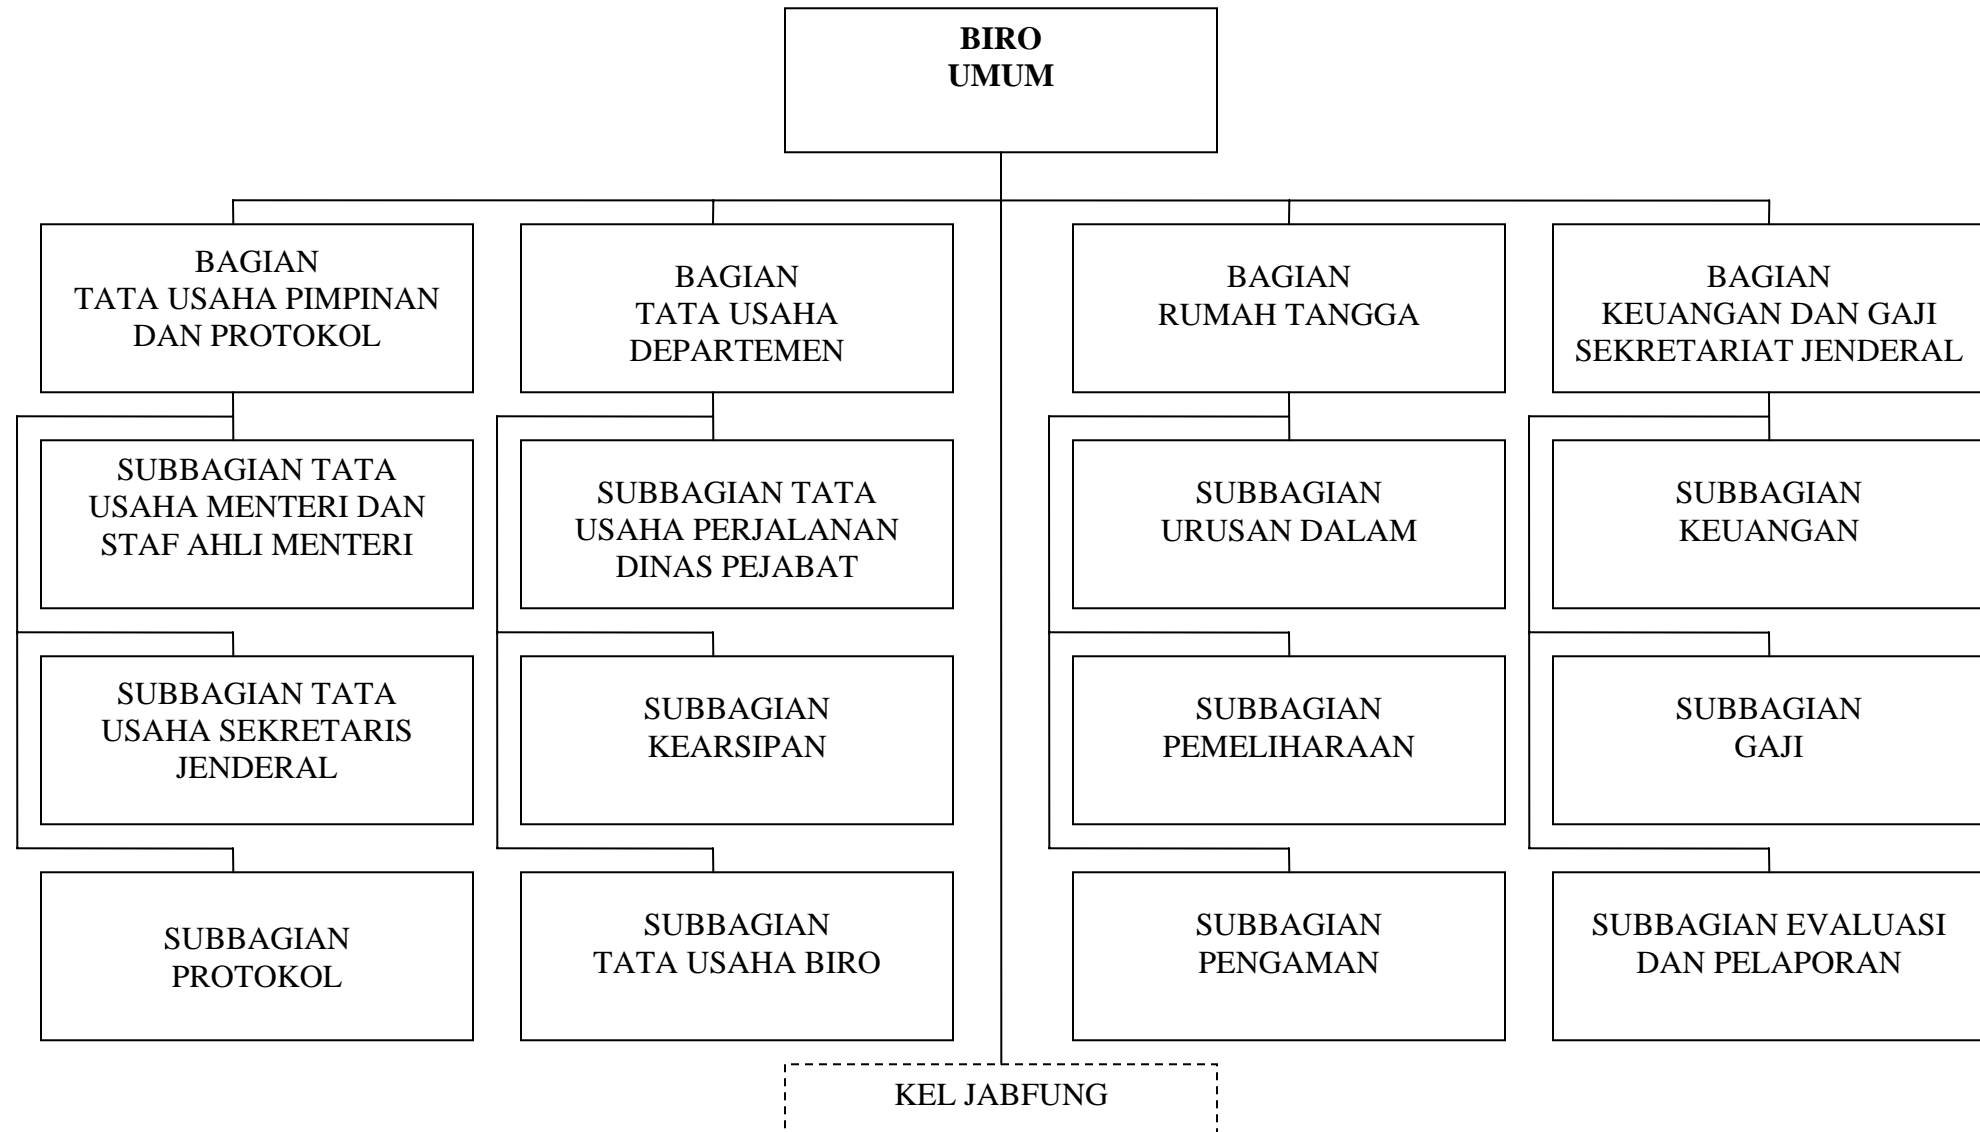 BIRO
UMUM
BAGIAN
TATA USAHA PIMPINAN
DAN PROTOKOL
BAGIAN
TATA USAHA
DEPARTEMEN
BAGIAN
RUMAH TANGGA
BAGIAN
KEUANGAN DAN GAJI
SEKRETARIAT JENDERAL
SUBBAGIAN TATA
USAHA MENTERI DAN
STAF AHLI MENTERI
SUBBAGIAN TATA
USAHA PERJALANAN
DINAS PEJABAT
SUBBAGIAN
URUSAN DALAM
SUBBAGIAN
KEUANGAN
SUBBAGIAN TATA
USAHA SEKRETARIS
JENDERAL
SUBBAGIAN
KEARSIPAN
SUBBAGIAN
PEMELIHARAAN
SUBBAGIAN
GAJI
SUBBAGIAN
PROTOKOL
SUBBAGIAN
TATA USAHA BIRO
SUBBAGIAN
PENGAMAN
SUBBAGIAN EVALUASI
DAN PELAPORAN
KEL JABFUNG